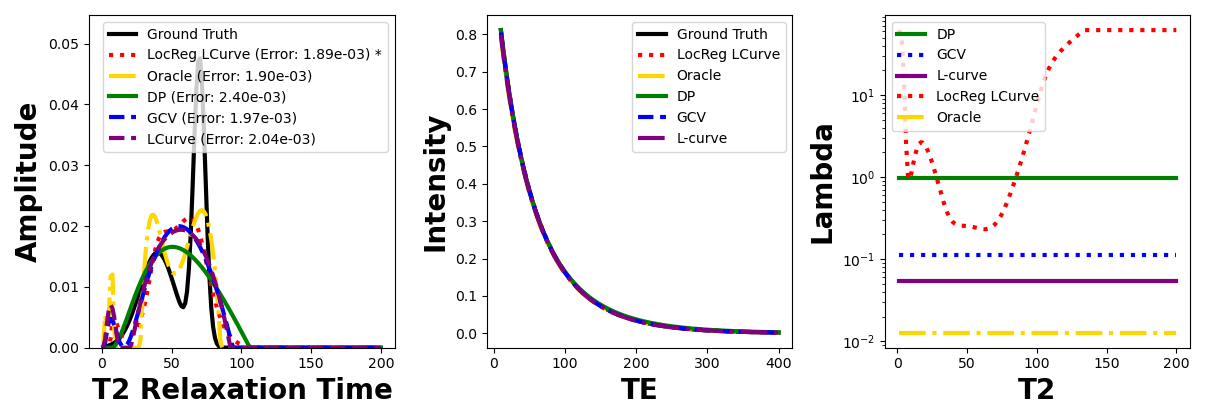 Amplitude
0.05
0.04
0.03
0.02
0.01
0.00
Ground Truth
LocReg LCurve (Error: 1.89e-03) *
Oracle (Error: 1.90e-03)
DP (Error: 2.40e-03)
GCV (Error: 1.97e-03)
LCurve (Error: 2.04e-03)
0 50 100 150 200
T2 Relaxation Time
Intensity
0.8
0.7
0.6
0.5
0.4
0.3
0.2
0.1
0.0
Ground Truth
LocReg LCurve
Oracle
DP
GCV
L-curve
0 100 200 300 400
TE
Lambda
10¹
10⁰
10⁻¹
10⁻²
DP
GCV
L-curve
LocReg LCurve
Oracle
0 50 100 150 200
T2